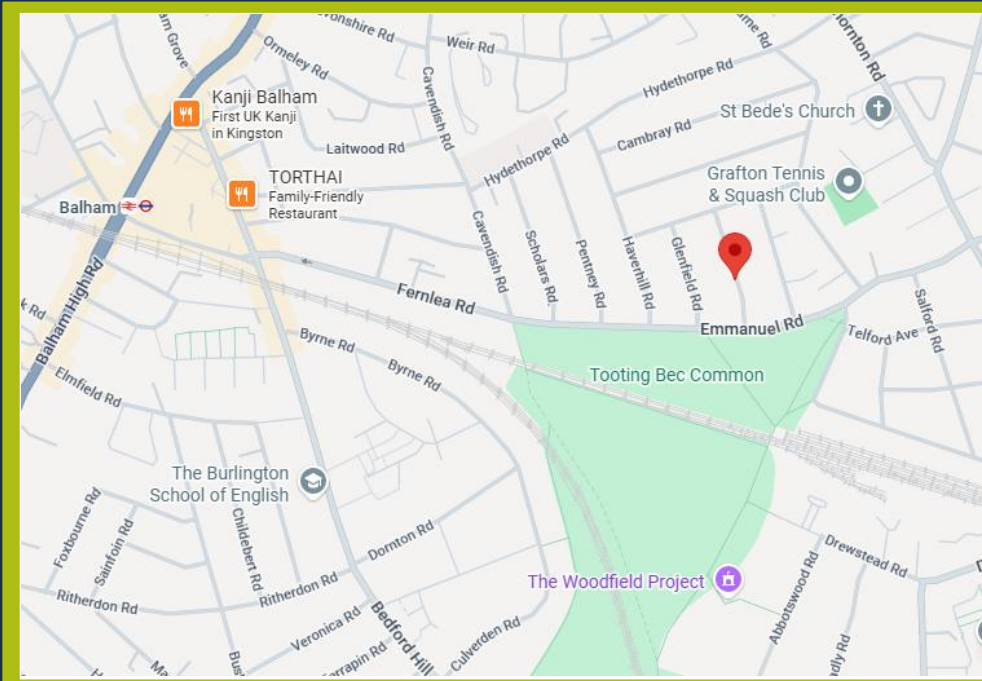 onshire Rd
Weir Rd
Ormeley Rd
Cavendish Rd
Hydethorpe Rd
Kanji Balham
First UK Kanji
in Kingston
St Bede's Church
Cambray Rd
Laitwood Rd
Hydethorpe Rd
Grafton Tennis
& Squash Club
TORTHAI
Family-Friendly
Restaurant
Balham
Cavendish Rd
Scholars Rd
Pentney Rd
Haverhill Rd
Glenfield Rd
Balham High Rd
Fernlea Rd
Emmanuel Rd
Salford Rd
Telford Ave
k Rd
Byrne Rd
Byrne Rd
Tooting Bec Common
Elmfield Rd
The Burlington
School of English
Foxbourne Rd
Sainfoin Rd
Childebert Rd
Dornton Rd
Drewstead Rd
The Woodfield Project
Abbotswood Rd
Ritherdon Rd
Ritherdon Rd
Bedford Hill
Veronica Rd
Culverden Rd